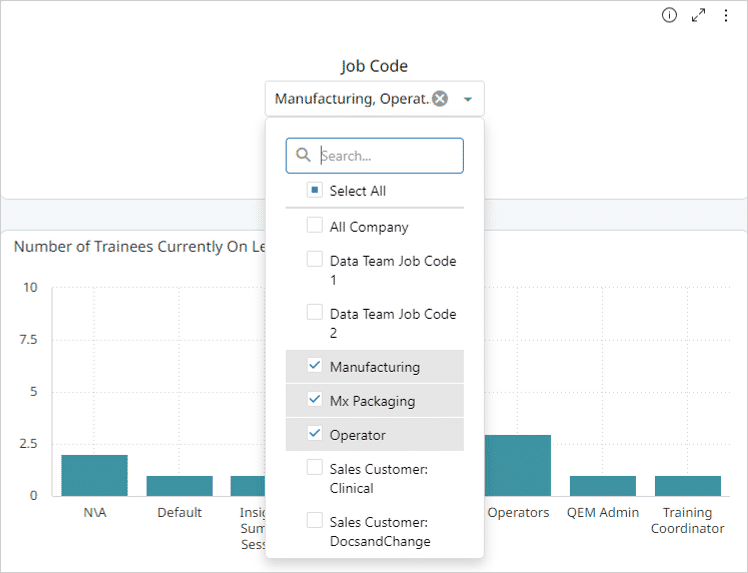 Job Code
Manufacturing, Operat..
Search...
Select All
All Company
Data Team Job Code
1
Data Team Job Code
2
Manufacturing
Mx Packaging
Operator
Sales Customer:
Clinical
Sales Customer:
DocsandChange
Number of Trainees Currently On Le
10
7.5
5
2.5
0
N\A
Default
Insig
Sum
Sess
Operators
QEM Admin
Training
Coordinator